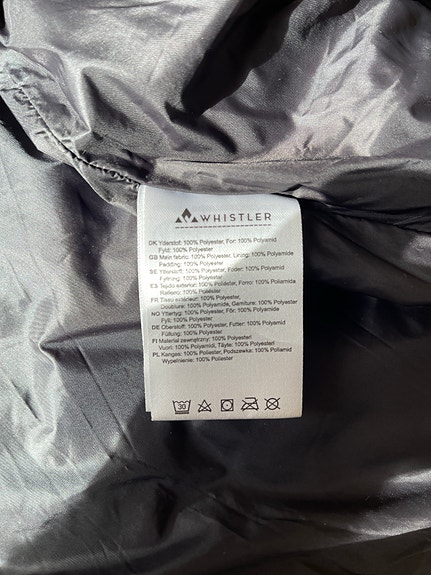 WHISTLER
DK Yderstof: 100% Polyester, For: 100% Polyamid
Fyld: 100% Polyester
GB Main fabric: 100% Polyester, Lining: 100% Polyamide
Padding: 100% Polyester
SE Yttertyg: 100% Polyester, Foder: 100% Polyamid
Fyllning: 100% Polyester
ES Tejido exterior: 100% Poliéster, Forro: 100% Poliamida
Relleno: 100% Poliéster
FR Tissu extérieur: 100% Polyester,
Doublure: 100% Polyamide, Garniture: 100% Polyester
NO Yttertyg: 100% Polyester, Fôr: 100% Polyamide
Fyll: 100% Polyester
DE Oberstoff: 100% Polyester, Futter: 100% Polyamid
Füllung: 100% Polyester
FI Materiał zewnętrzny: 100% Polyesteri
Vuori: 100% Polyamidi, Täyte: 100% Polyesteri
PL Kangas: 100% Poliester, Podszewka: 100% Poliamid
Wypełnienie: 100% Poliester
30